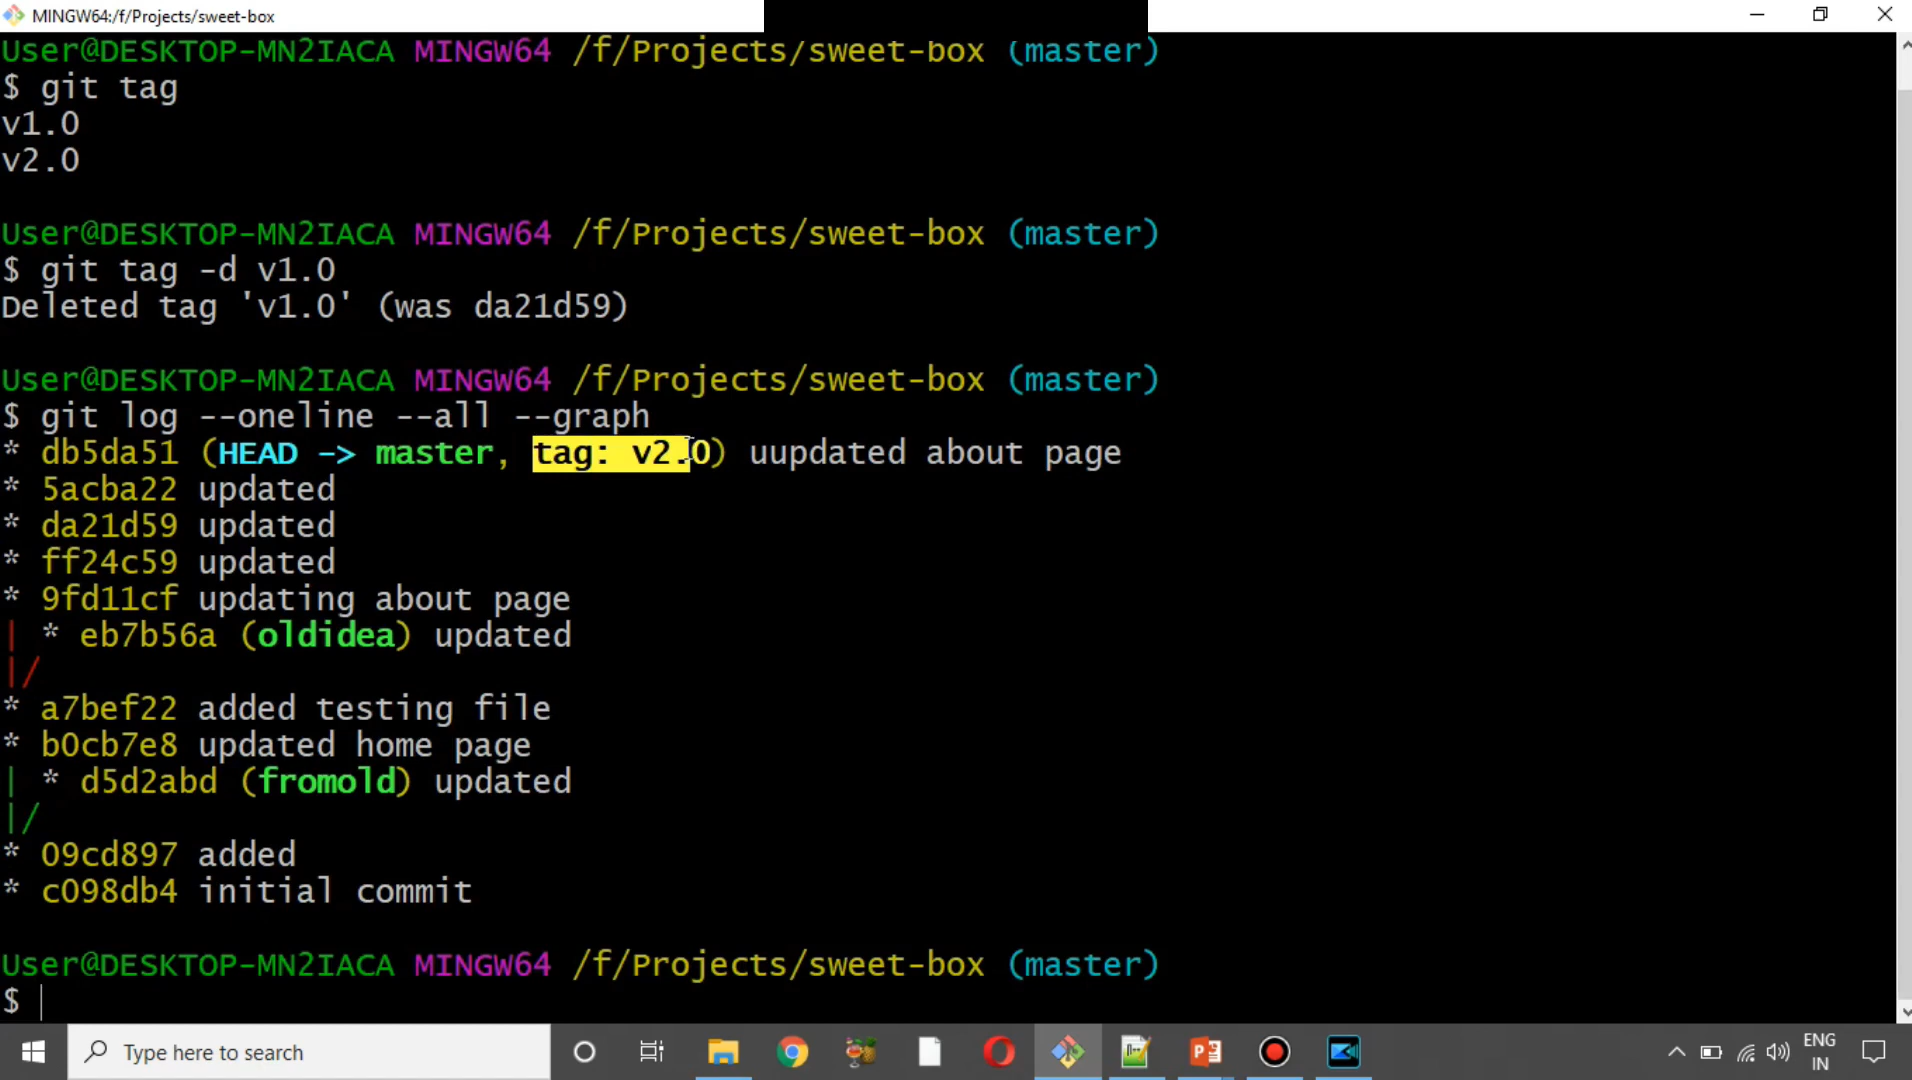 MINGW64:/f/Projects/sweet-box
User@DESKTOP-MN2IACA MINGW64 /f/Projects/sweet-box (master)
$ git tag
v1.0
v2.0
User@DESKTOP-MN2IACA MINGW64 /f/Projects/sweet-box (master)
$ git tag -d v1.0
Deleted tag 'v1.0' (was da21d59)
User@DESKTOP-MN2IACA MINGW64 /f/Projects/sweet-box (master)
$ git log --oneline --all --graph
* db5da51 (HEAD -> master, tag: v2.0) uupdated about page
* 5acba22 updated
* da21d59 updated
* ff24c59 updated
* 9fd11cf updating about page
| * eb7b56a (oldidea) updated
|/
* a7bef22 added testing file
* b0cb7e8 updated home page
| * d5d2abd (fromold) updated
|/
* 09cd897 added
* c098db4 initial commit
User@DESKTOP-MN2IACA MINGW64 /f/Projects/sweet-box (master)
$
Type here to search
ENG
IN